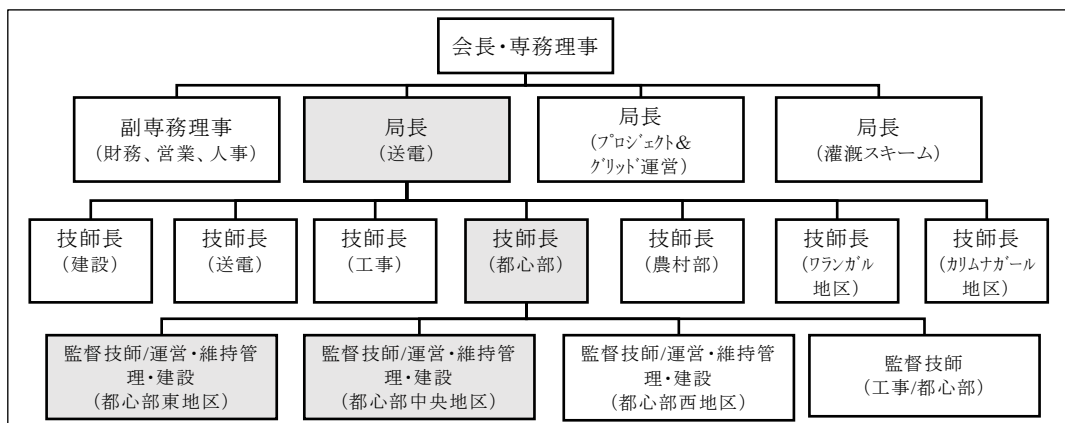 会長・専務理事
副専務理事
（財務、営業、人事）
局長
（送電）
局長
（ﾌﾟﾛｼﾞｪｸﾄ&
ｸﾞﾘｯﾄﾞ運営）
局長
（灌漑スキーム）
技師長
（建設）
技師長
（送電）
技師長
（工事）
技師長
（都心部）
技師長
（農村部）
技師長
（ﾜﾗﾝｶﾞﾙ
地区）
技師長
（ｶﾘﾑﾅｶﾞｰﾙ
地区）
監督技師/運営・維持管
理・建設
（都心部東地区）
監督技師/運営・維持管
理・建設
（都心部中央地区）
監督技師/運営・維持管
理・建設
（都心部西地区）
監督技師
（工事/都心部）